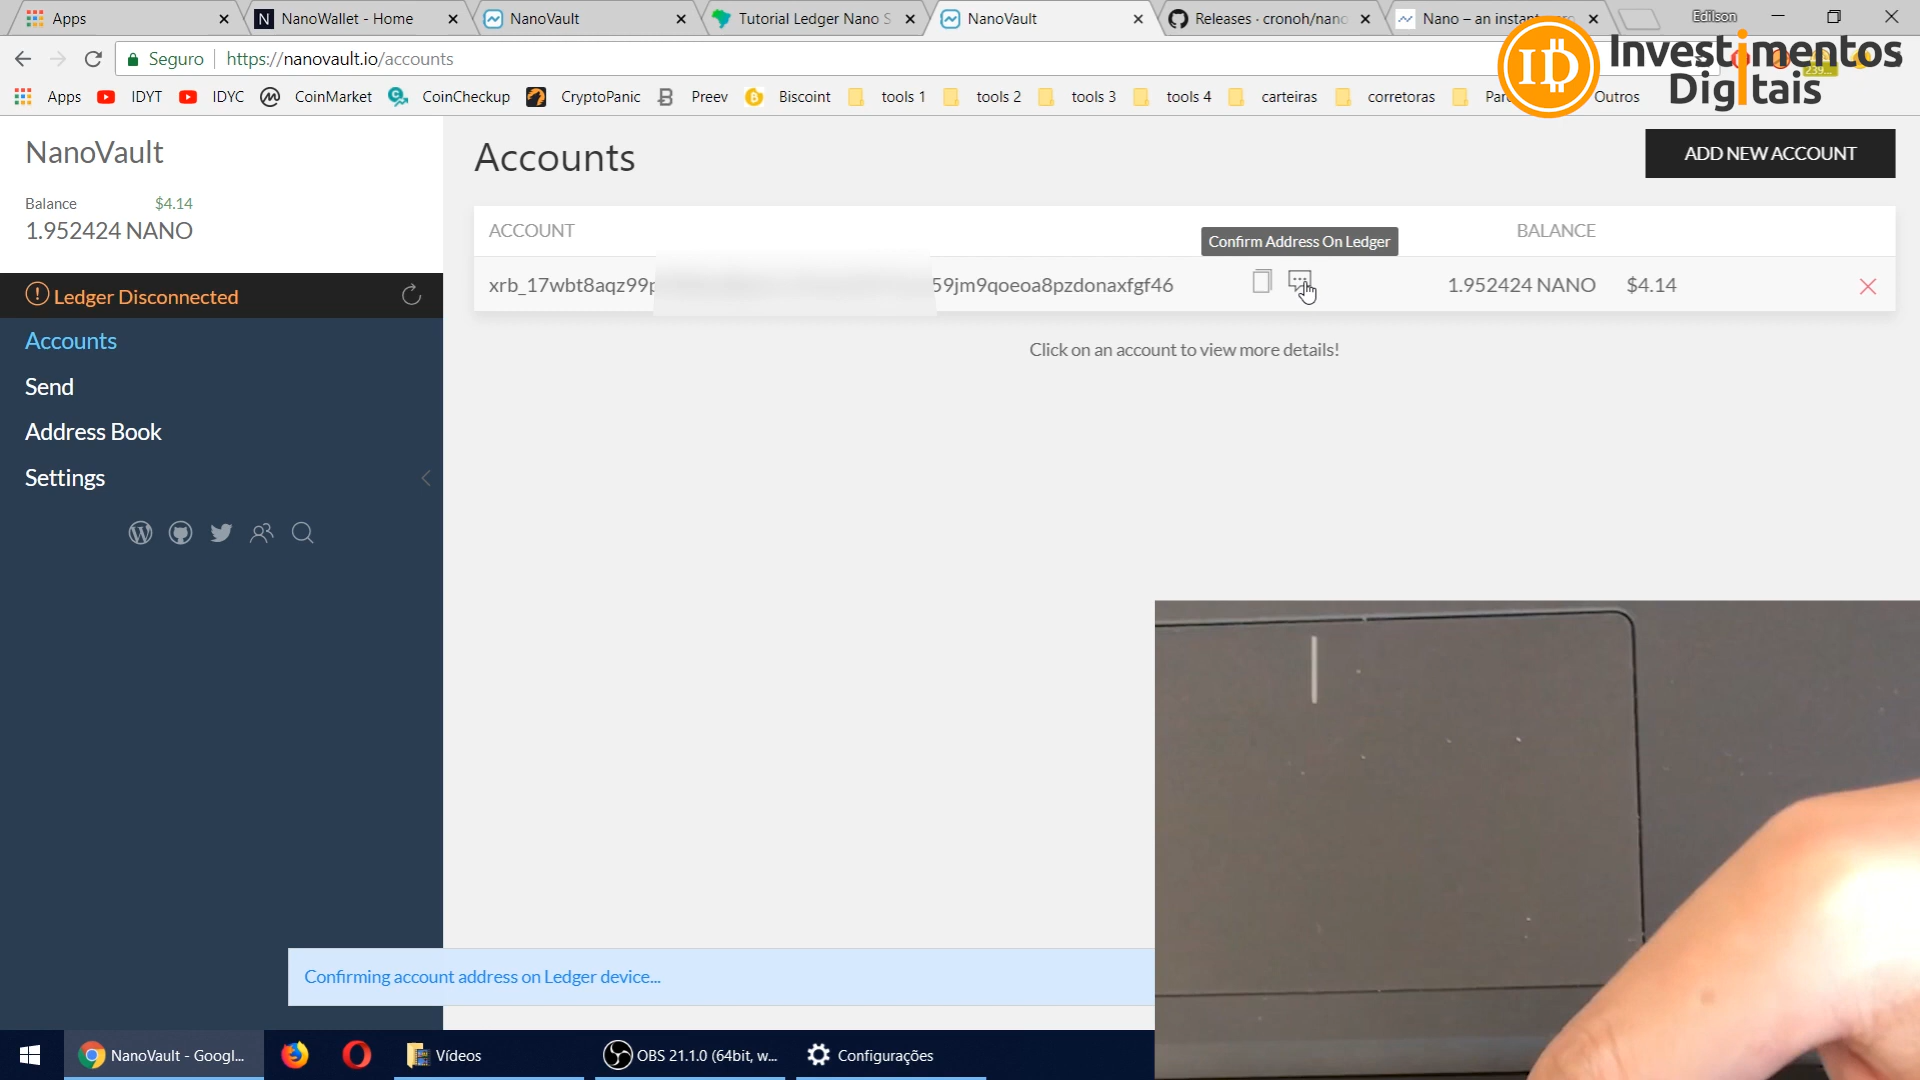 Apps
NanoWallet - Home
NanoVault
Tutorial Ledger Nano S
NanoVault
Releases · cronoh/nano
Nano – an instant,
Edilson
Seguro
https://nanovault.io/accounts
Investimentos
Digitais
Apps
IDYT
IDYC
CoinMarket
CoinCheckup
CryptoPanic
Preev
Biscoint
tools 1
tools 2
tools 3
tools 4
carteiras
corretoras
Outros
NanoVault
Balance
$4.14
1.952424 NANO
Ledger Disconnected
Accounts
Send
Address Book
Settings
Accounts
ADD NEW ACCOUNT
ACCOUNT
Confirm Address On Ledger
BALANCE
xrb_17wbt8aqz99p
59jm9qoeoa8pzdonaxfgf46
1.952424 NANO
$4.14
Click on an account to view more details!
Confirming account address on Ledger device...
NanoVault - Googl...
Vídeos
OBS 21.1.0 (64bit, w...
Configurações